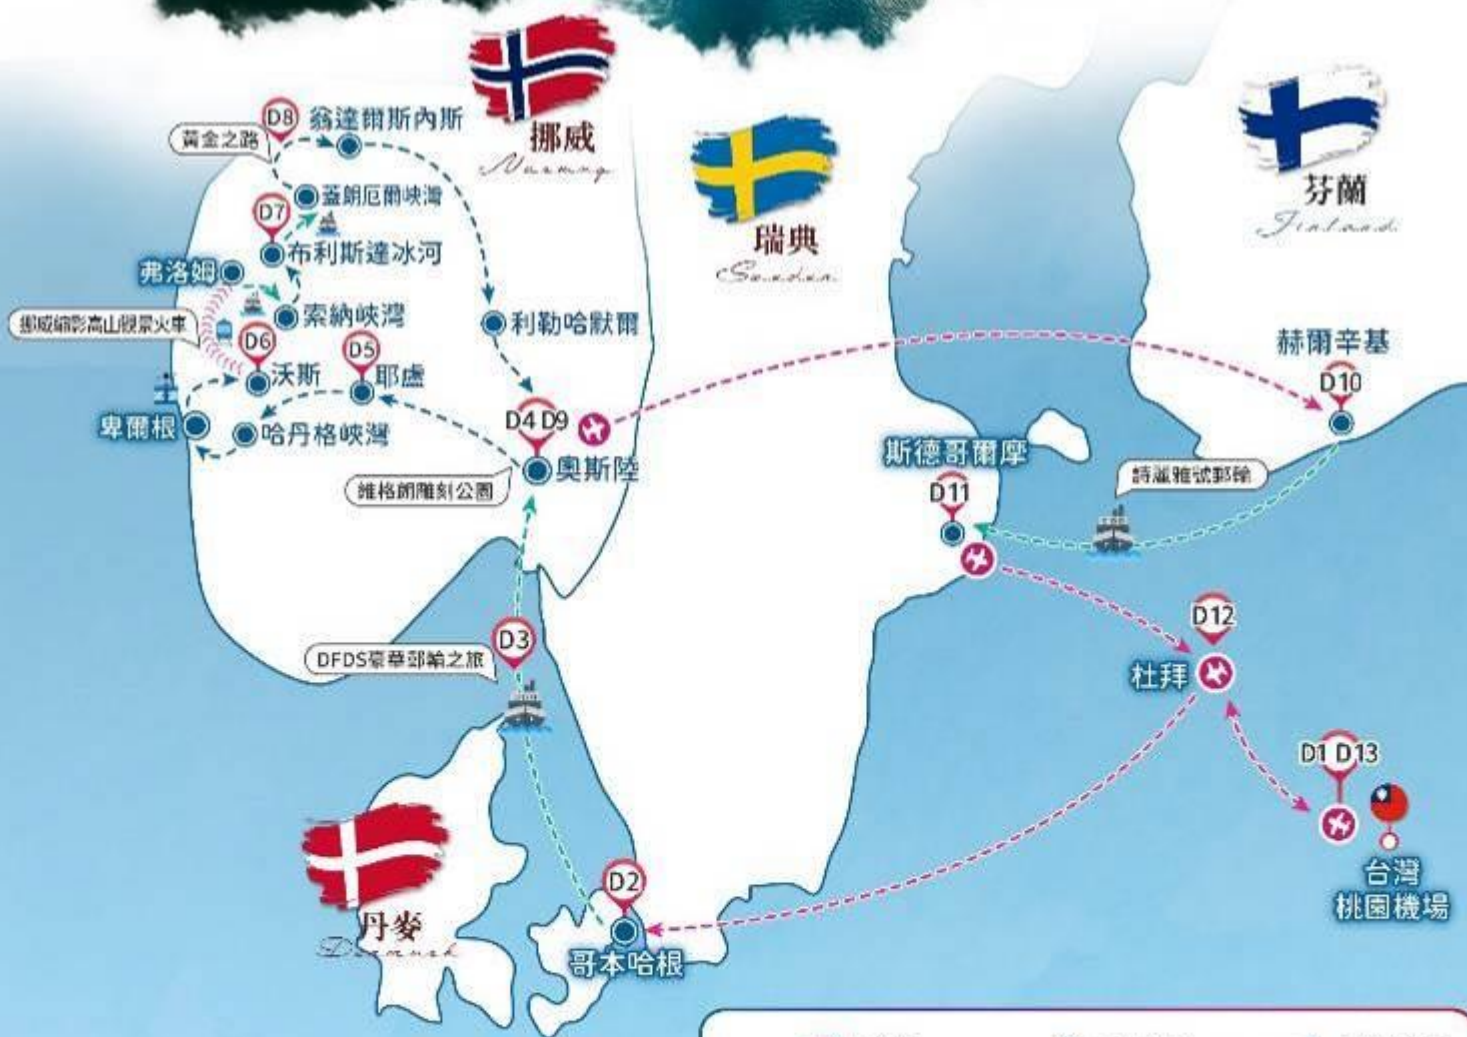 挪威
Norway
瑞典
Sweden
芬蘭
Finland
D8
翁達爾斯內斯
黃金之路
蓋朗厄爾峽灣
D7
布利斯達冰河
弗洛姆
索納峽灣
挪威縮影高山觀景火車
D6
沃斯
D5
耶盧
利勒哈默爾
卑爾根
哈丹格峽灣
D4 D9
奧斯陸
維格朗雕刻公園
赫爾辛基
D10
斯德哥爾摩
D11
詩麗雅號郵輪
D3
DFDS豪華郵輪之旅
D12
杜拜
D1 D13
台灣
桃園機場
丹麥
Denmark
D2
哥本哈根